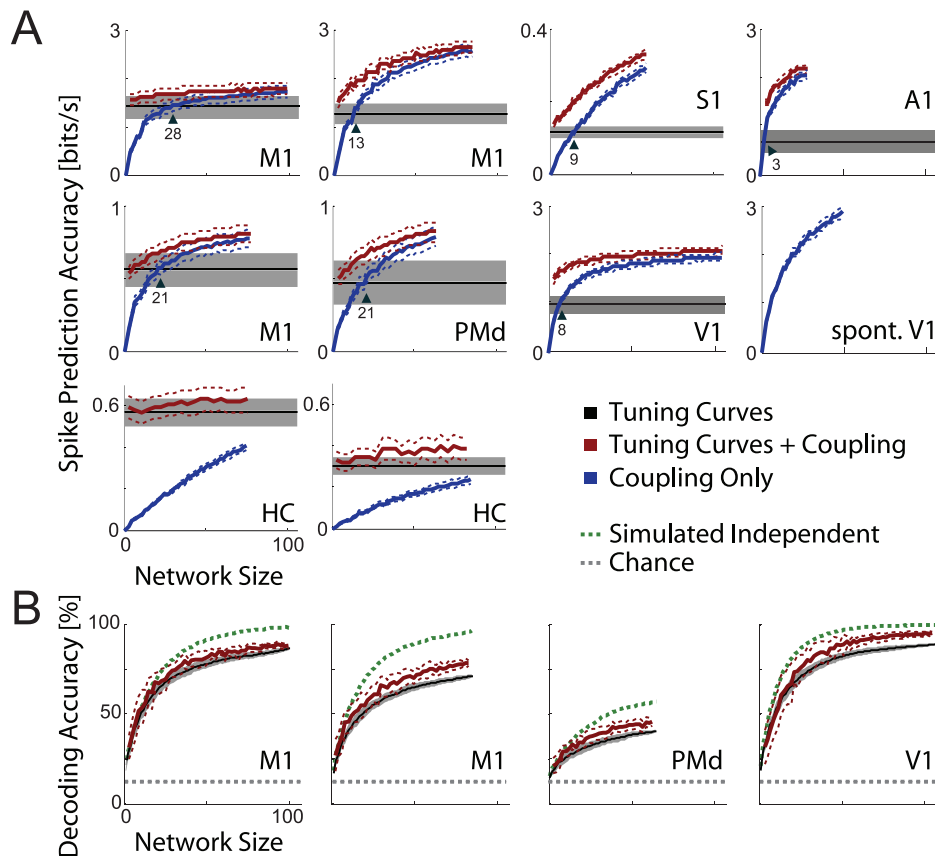 A
Spike Prediction Accuracy [bits/s]
3
0
28
M1
3
0
13
M1
0.4
0
9
S1
3
0
3
A1
1
0
21
M1
1
0
21
PMd
3
0
8
V1
3
0
spont. V1
0.6
0
HC
0
100
Network Size
0.6
0
HC
Tuning Curves
Tuning Curves + Coupling
Coupling Only
Simulated Independent
Chance
B
Decoding Accuracy [%]
100
50
0
M1
0
100
Network Size
M1
PMd
V1